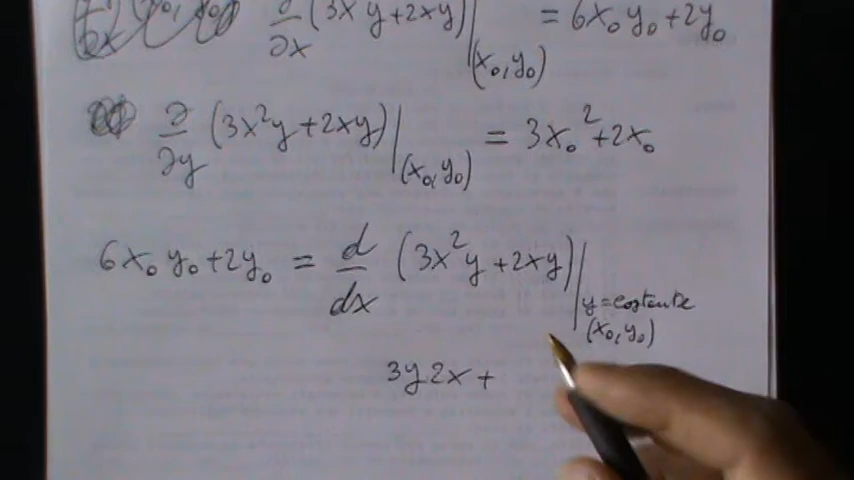 ∂/∂x (3x²y+2xy)|(x₀,y₀) = 6x₀y₀+2y₀
∂/∂y (3x²y+2xy)|(x₀,y₀) = 3x₀²+2x₀
6x₀y₀+2y₀ = d/dx (3x²y+2xy)|y=costante (x₀,y₀)
3y2x+